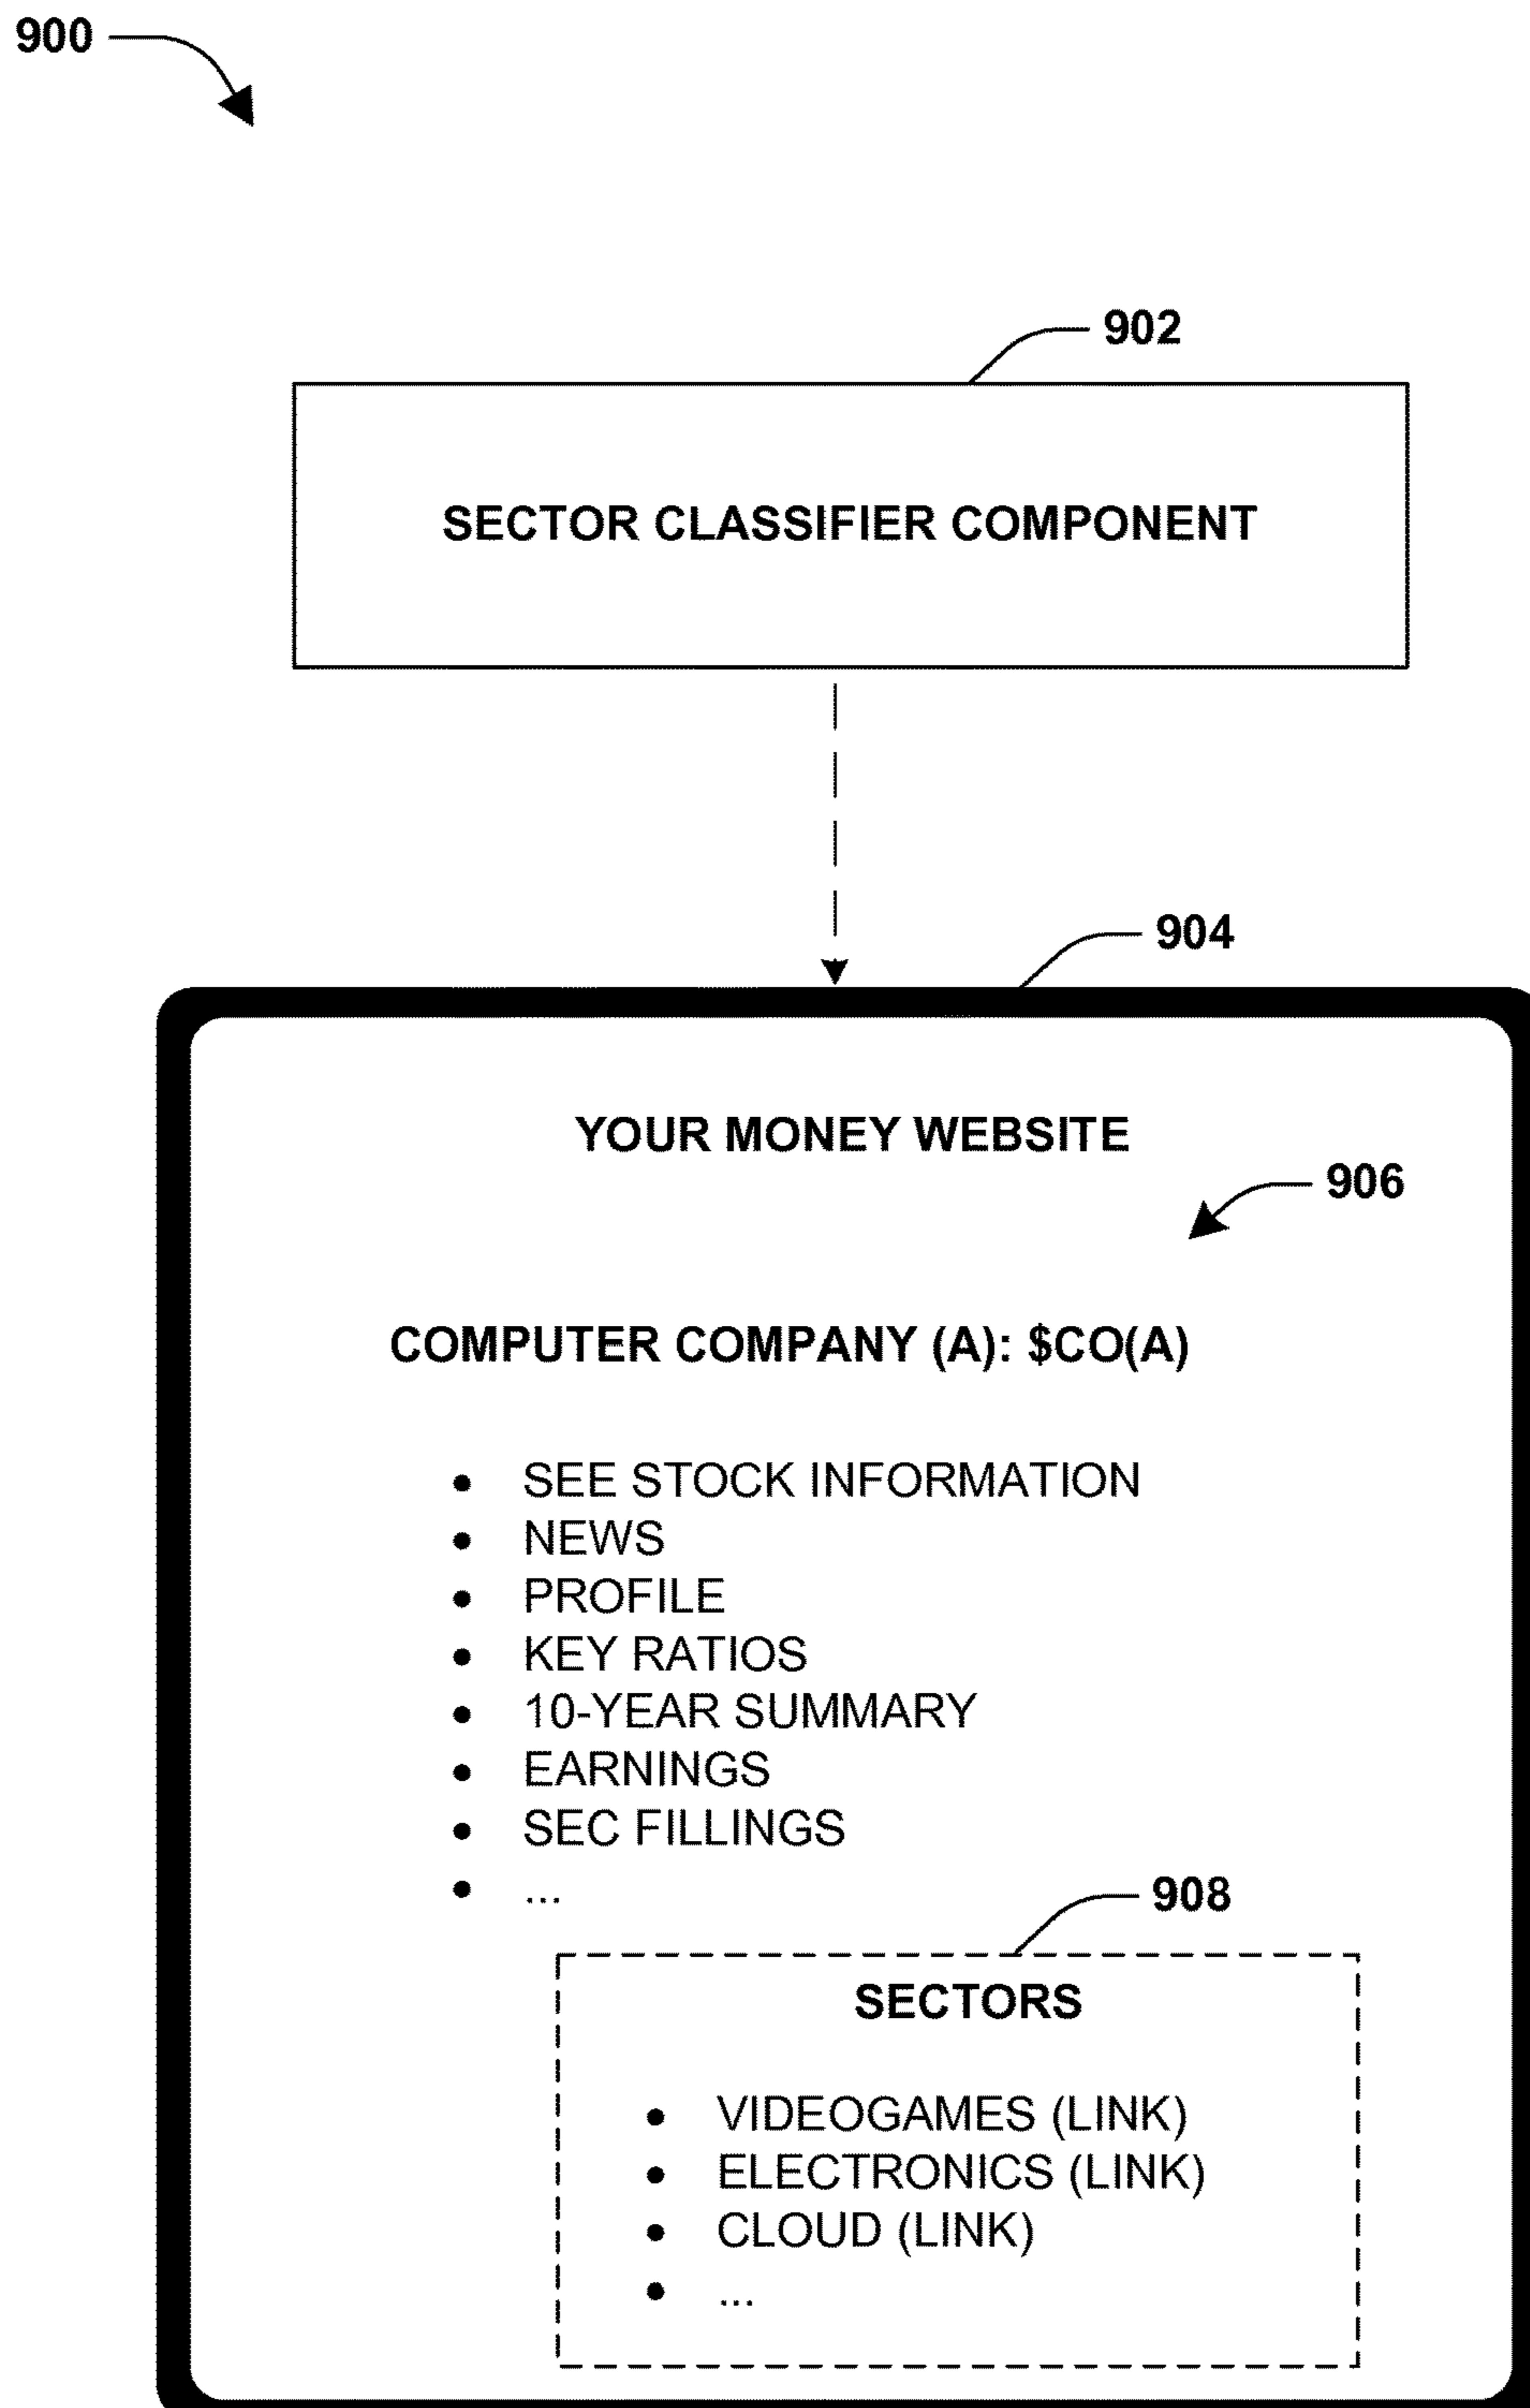 900
902
SECTOR CLASSIFIER COMPONENT
904
YOUR MONEY WEBSITE
906
COMPUTER COMPANY (A): $CO(A)
• SEE STOCK INFORMATION
• NEWS
• PROFILE
• KEY RATIOS
• 10-YEAR SUMMARY
• EARNINGS
• SEC FILLINGS
• ...
908
SECTORS
• VIDEOGAMES (LINK)
• ELECTRONICS (LINK)
• CLOUD (LINK)
• ...